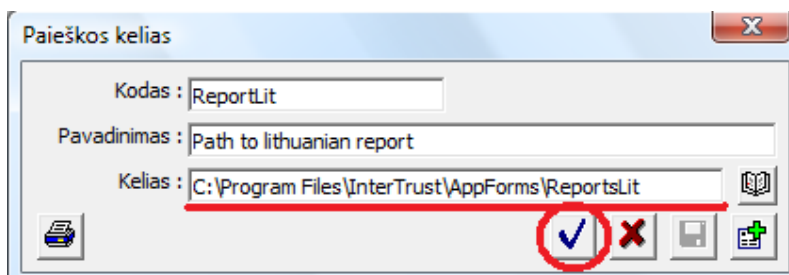 Paieškos kelias
Kodas : ReportLit
Pavadinimas : Path to lithuanian report
Kelias : C:\Program Files\InterTrust\AppForms\ReportsLit